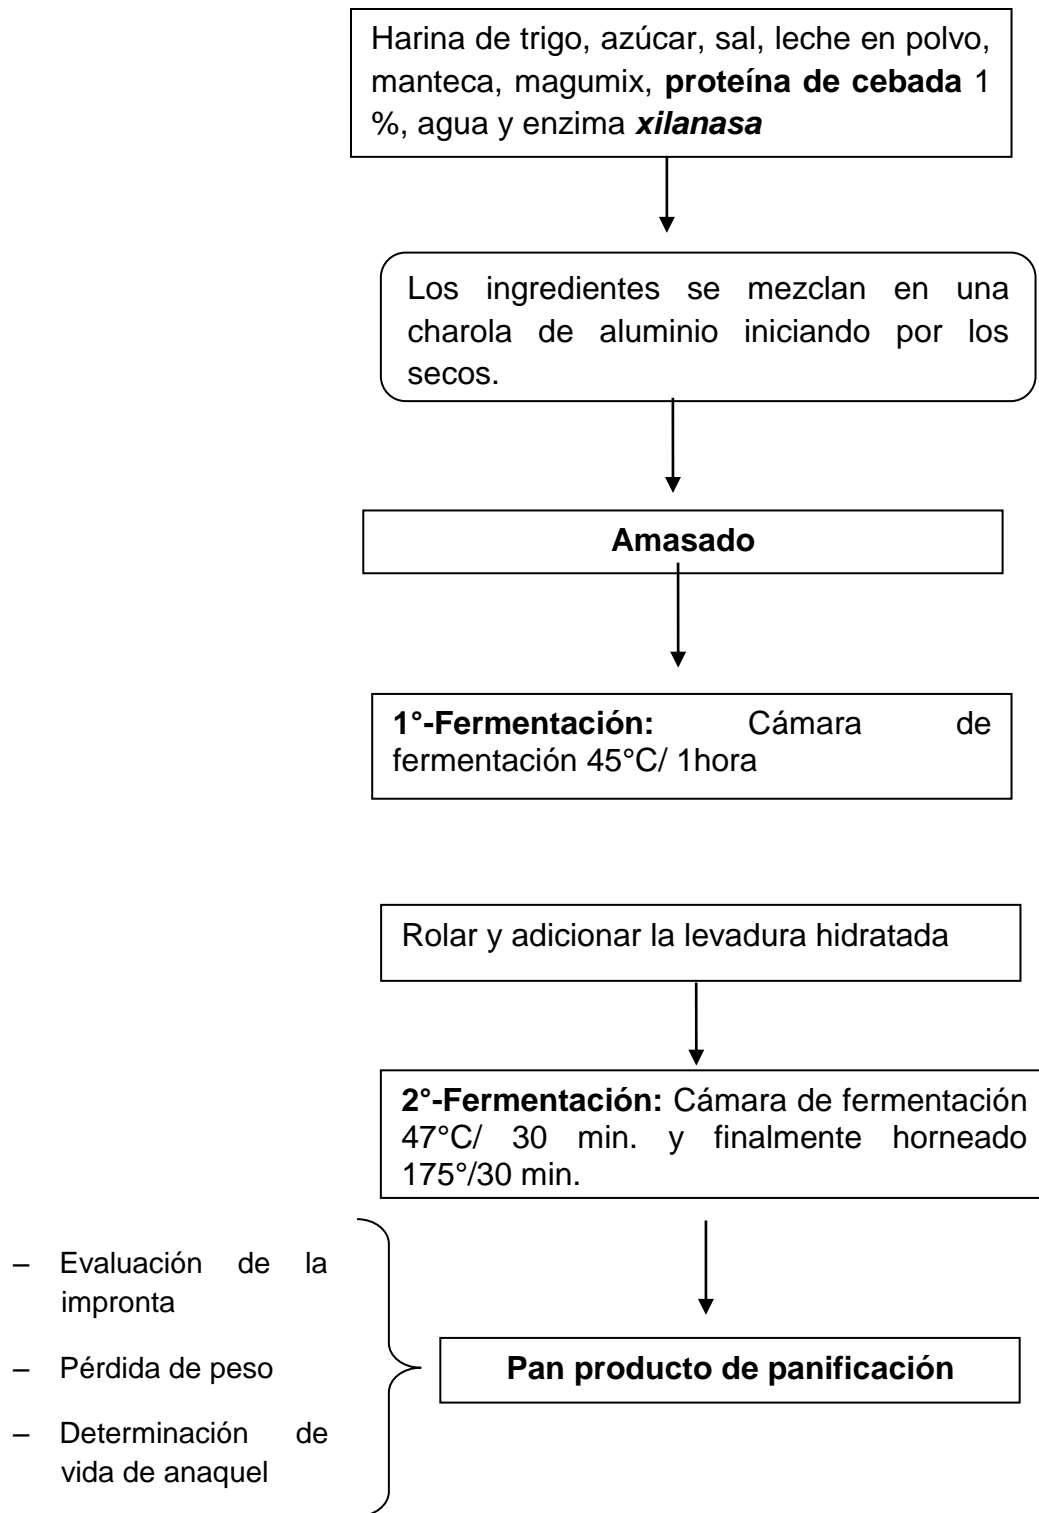 Harina de trigo, azúcar, sal, leche en polvo,
manteca, magumix, proteína de cebada 1
%, agua y enzima xilanasa
Los ingredientes se mezclan en una
charola de aluminio iniciando por los
secos.
Amasado
1°-Fermentación: Cámara de
fermentación 45°C/ 1hora
Rolar y adicionar la levadura hidratada
2°-Fermentación: Cámara de fermentación
47°C/ 30 min. y finalmente horneado
175°/30 min.
– Evaluación de la
impronta
– Pérdida de peso
– Determinación de
vida de anaquel
Pan producto de panificación